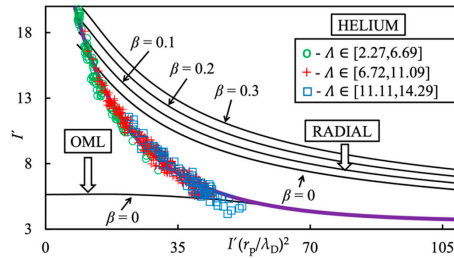 18
13
8
3
I'
0
35
70
105
I'(r_p/λ_D)²
β = 0.1
β = 0.2
β = 0.3
OML
β = 0
RADIAL
β = 0
HELIUM
o - Λ ∈ [2.27,6.69]
+ - Λ ∈ [6.72,11.09]
□ - Λ ∈ [11.11,14.29]